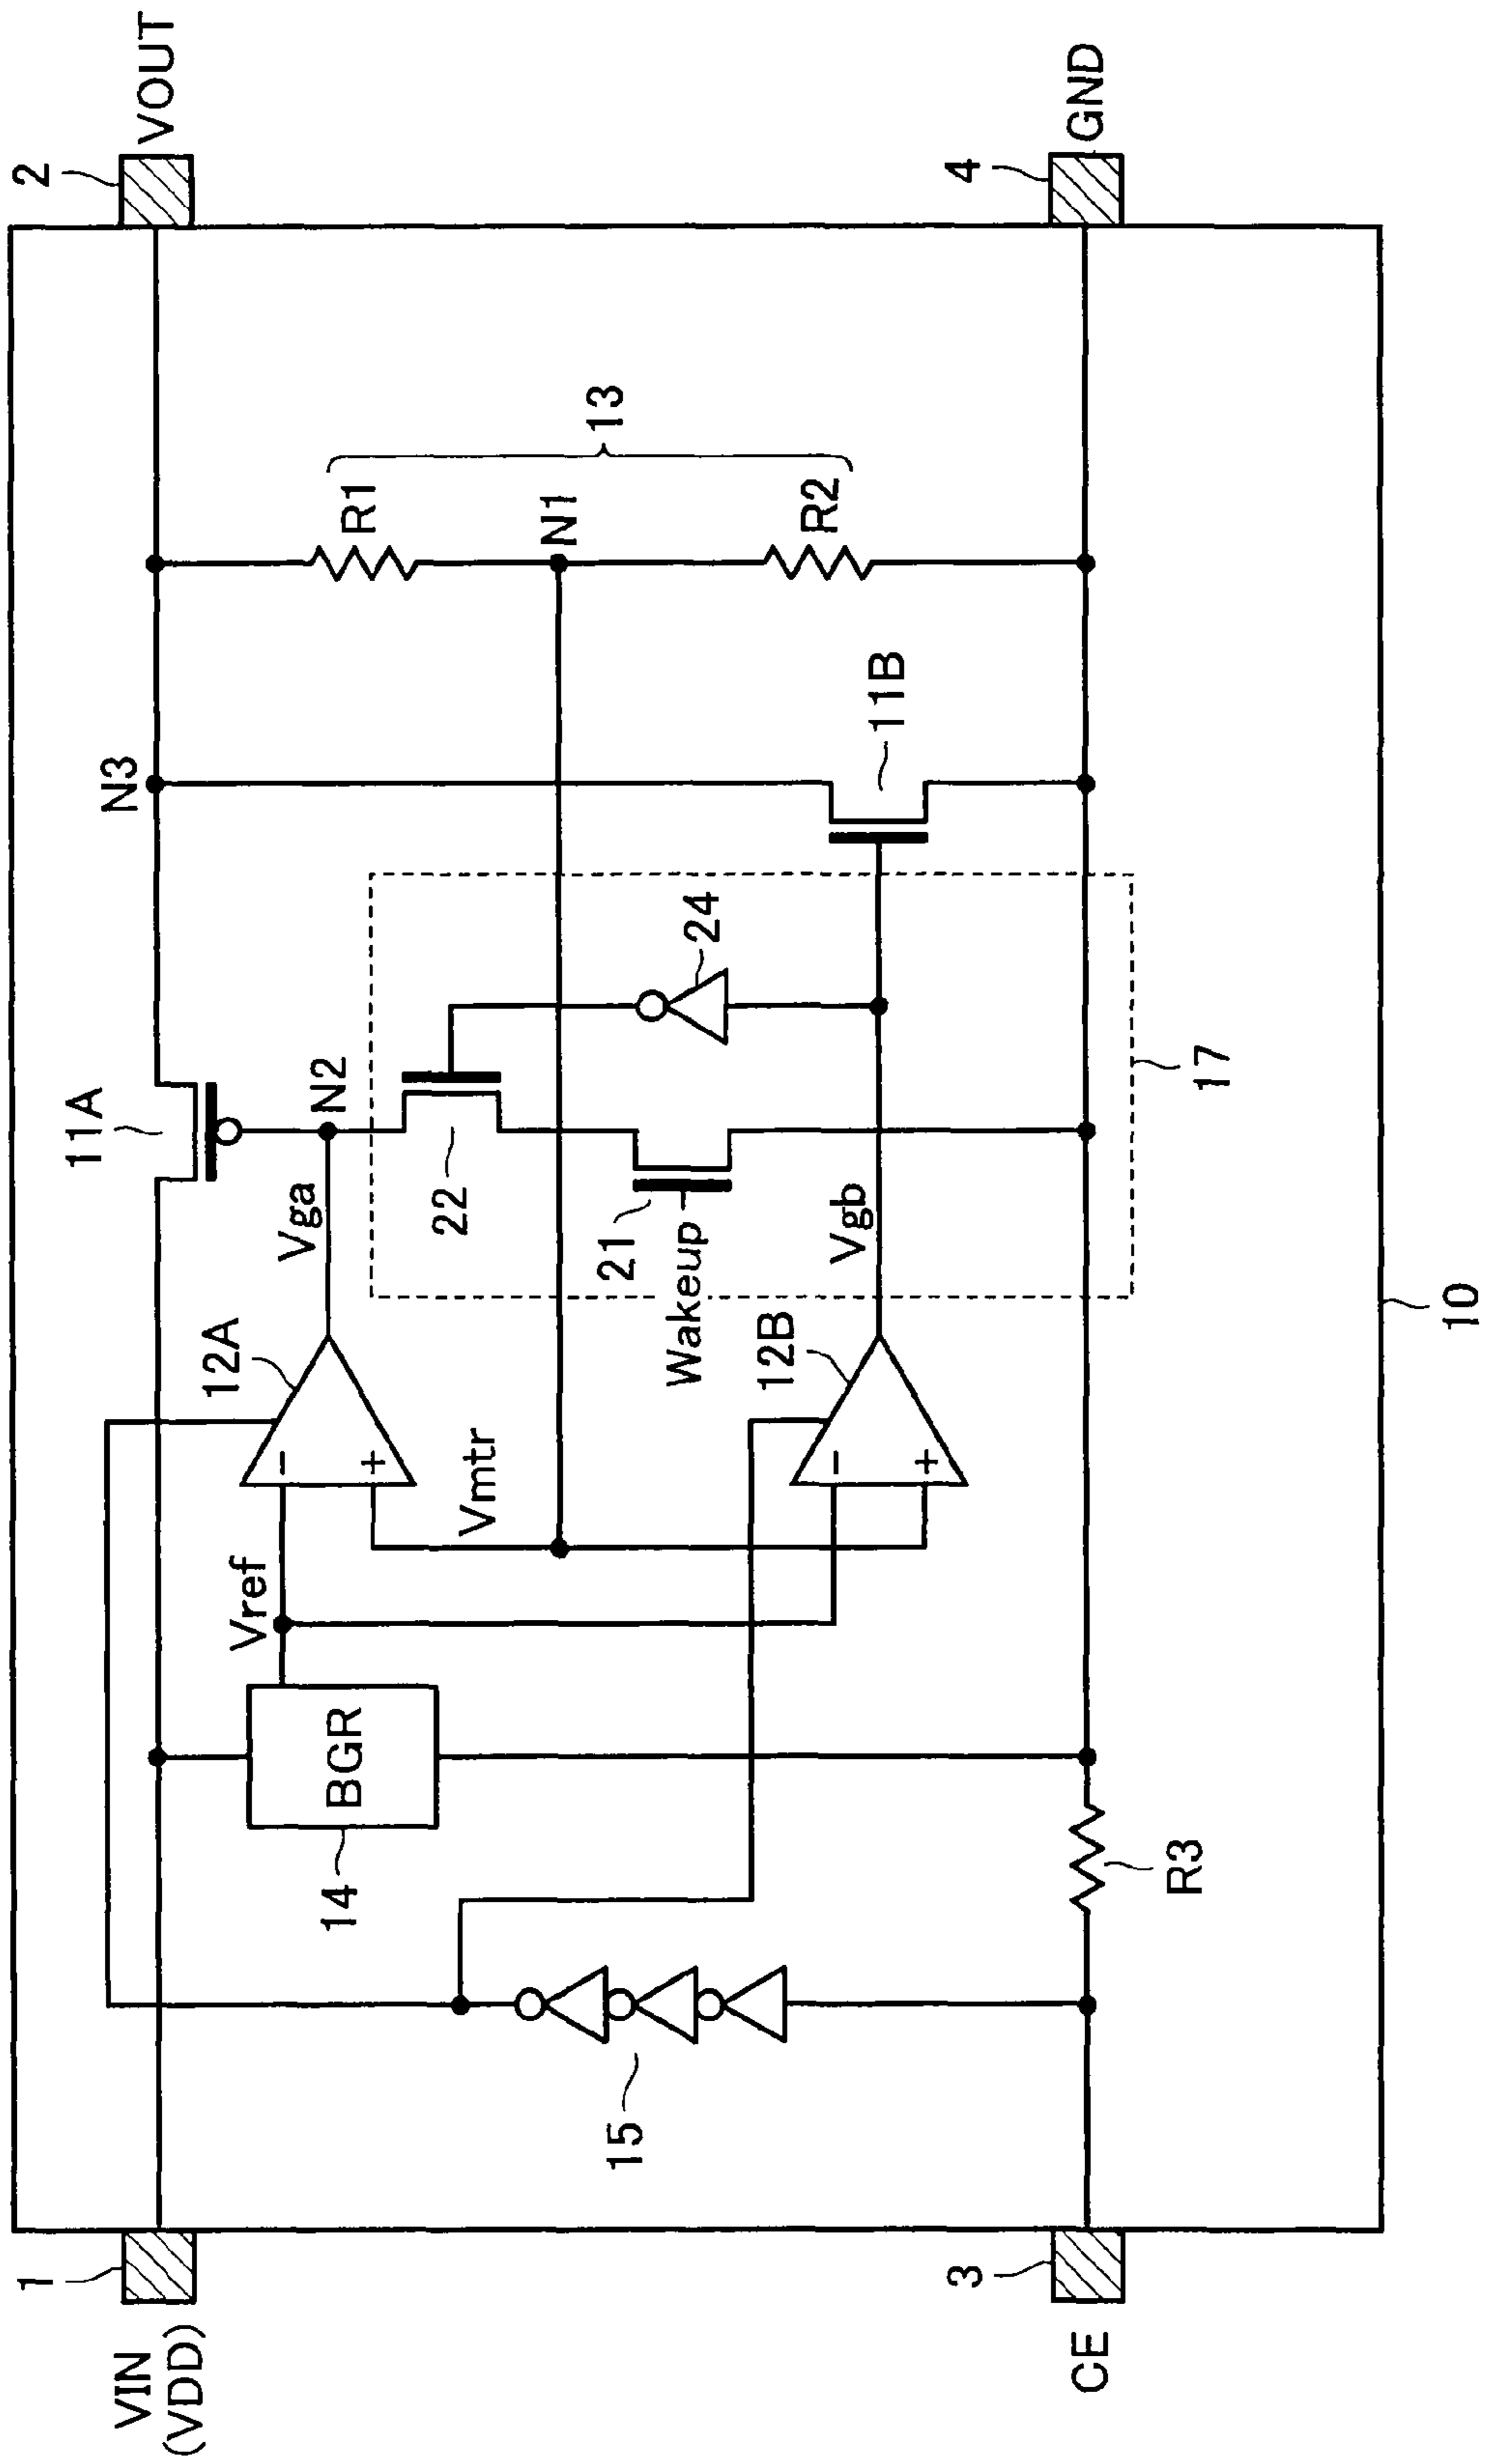 1
VIN
(VDD)
2
VOUT
11A
N3
12A
Vga
N2
R1
13
Vref
−
+
14
BGR
22
Vmtr
N1
15
21
Wakeup
24
12B
Vgb
−
+
R2
11B
3
CE
R3
17
4
GND
10